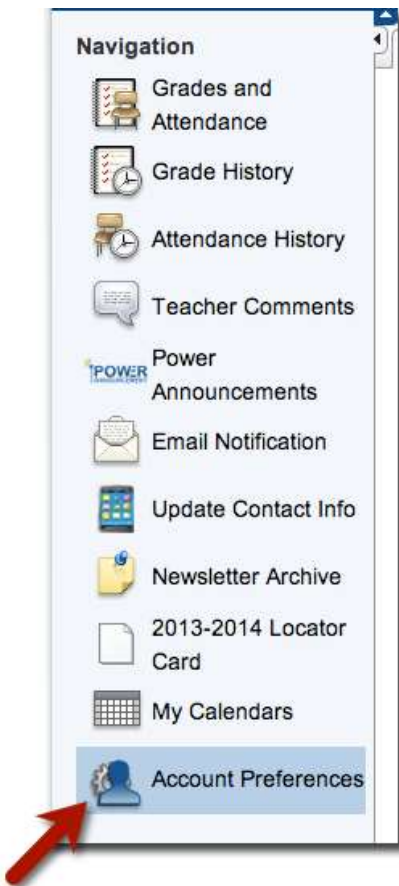 Navigation
Grades and
Attendance
Grade History
Attendance History
Teacher Comments
POWER
Power
Announcements
Email Notification
Update Contact Info
Newsletter Archive
2013-2014 Locator
Card
My Calendars
Account Preferences